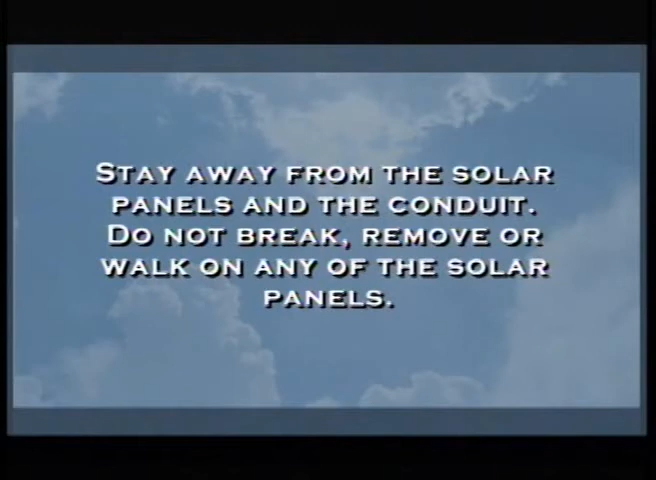 Stay away from the solar
panels and the conduit.
Do not break, remove or
walk on any of the solar
panels.